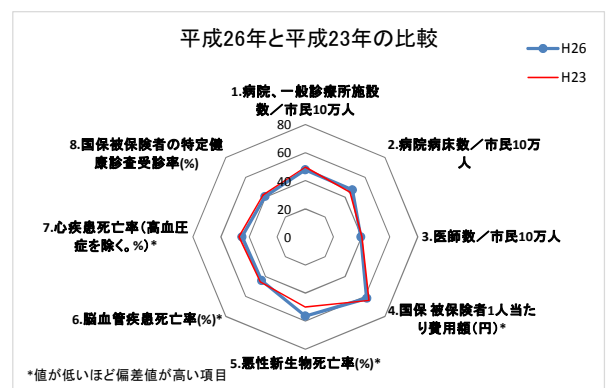 平成26年と平成23年の比較
H26
H23
1.病院、一般診療所施設
数／市民10万人
2.病院病床数／市民10万
人
3.医師数／市民10万人
4.国保 被保険者1人当た
り費用額（円）*
5.悪性新生物死亡率(%)*
6.脳血管疾患死亡率(%)*
7.心疾患死亡率（高血圧
症を除く。%）*
8.国保被保険者の特定健
康診査受診率(%)
80
60
40
20
0
*値が低いほど偏差値が高い項目